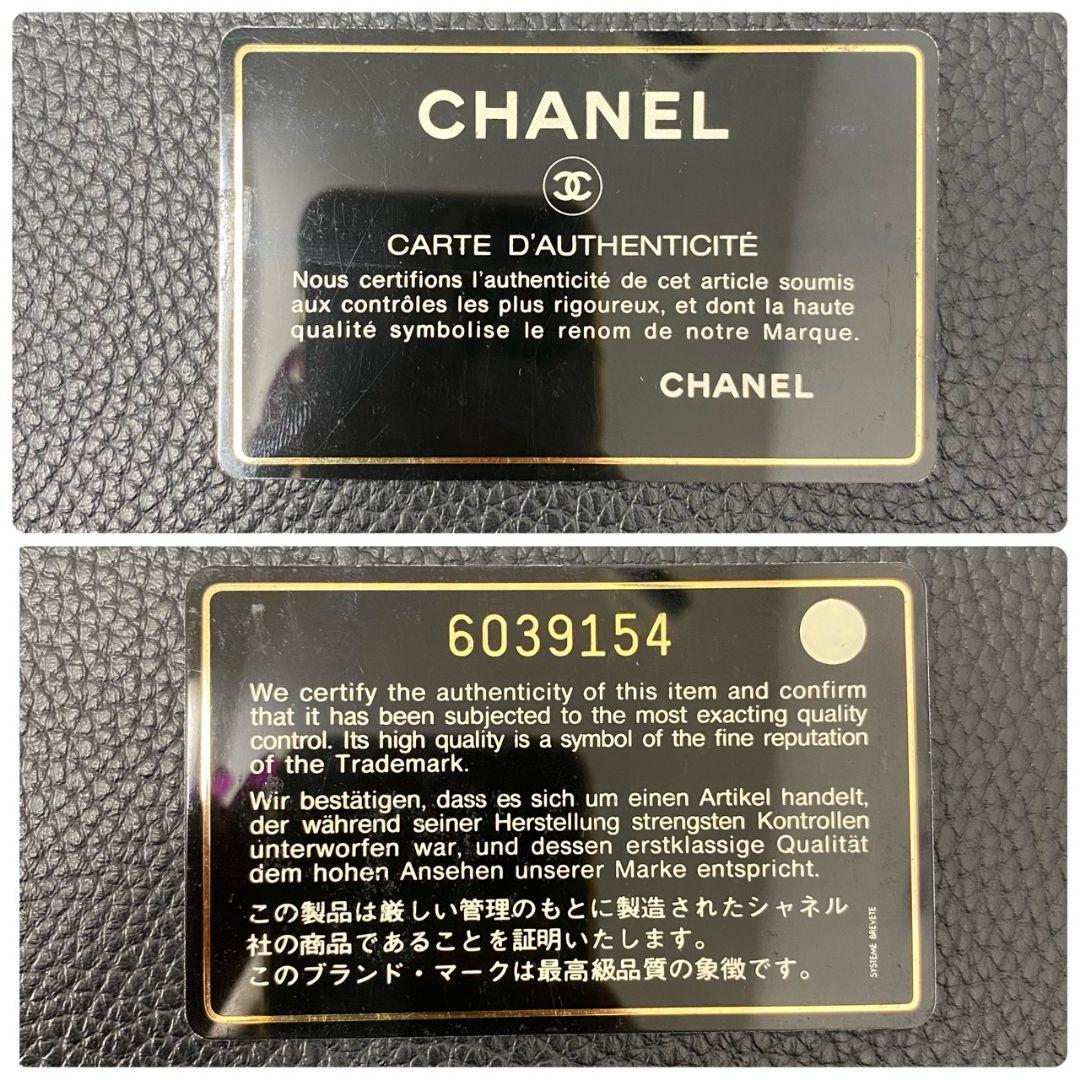 CHANEL
CARTE D'AUTHENTICITÉ
Nous certifions l'authenticité de cet article soumis
aux contrôles les plus rigoureux, et dont la haute
qualité symbolise le renom de notre Marque.
CHANEL
6039154
We certify the authenticity of this item and confirm
that it has been subjected to the most exacting quality
control. Its high quality is a symbol of the fine reputation
of the Trademark.
Wir bestätigen, dass es sich um einen Artikel handelt,
der während seiner Herstellung strengsten Kontrollen
unterworfen war, und dessen erstklassige Qualität
dem hohen Ansehen unserer Marke entspricht.
この製品は厳しい管理のもとに製造されたシャネル
社の商品であることを証明いたします。
このブランド・マークは最高級品質の象徴です。
SYSTEME BREVETE